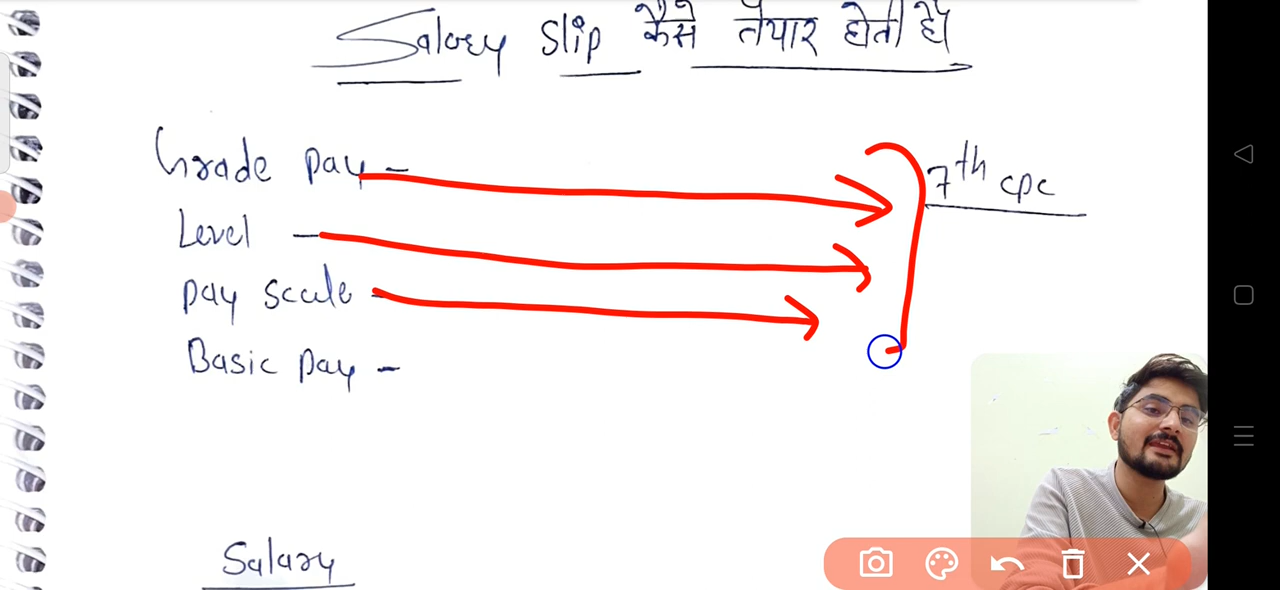 Salary Slip कैसे तैयार होती है।
Grade pay -
7th cpc
Level -
pay scale -
Basic pay -
Salary